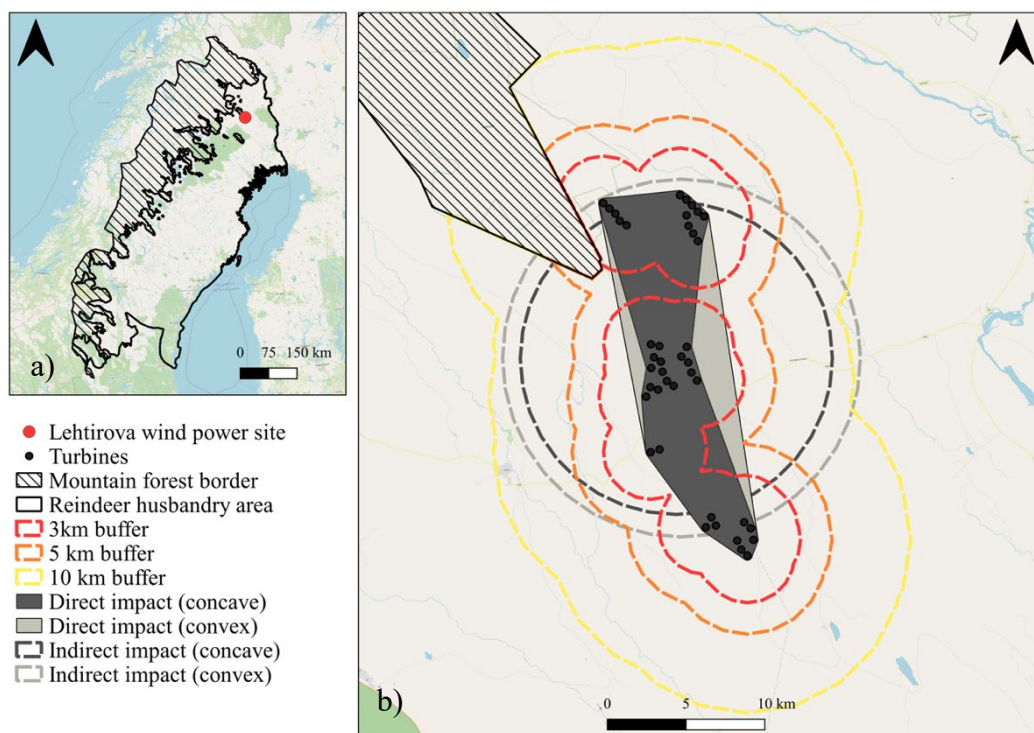 0 75 150 km
a)
Lehtirova wind power site
Turbines
Mountain forest border
Reindeer husbandry area
3km buffer
5 km buffer
10 km buffer
Direct impact (concave)
Direct impact (convex)
Indirect impact (concave)
Indirect impact (convex)
b)
0 5 10 km